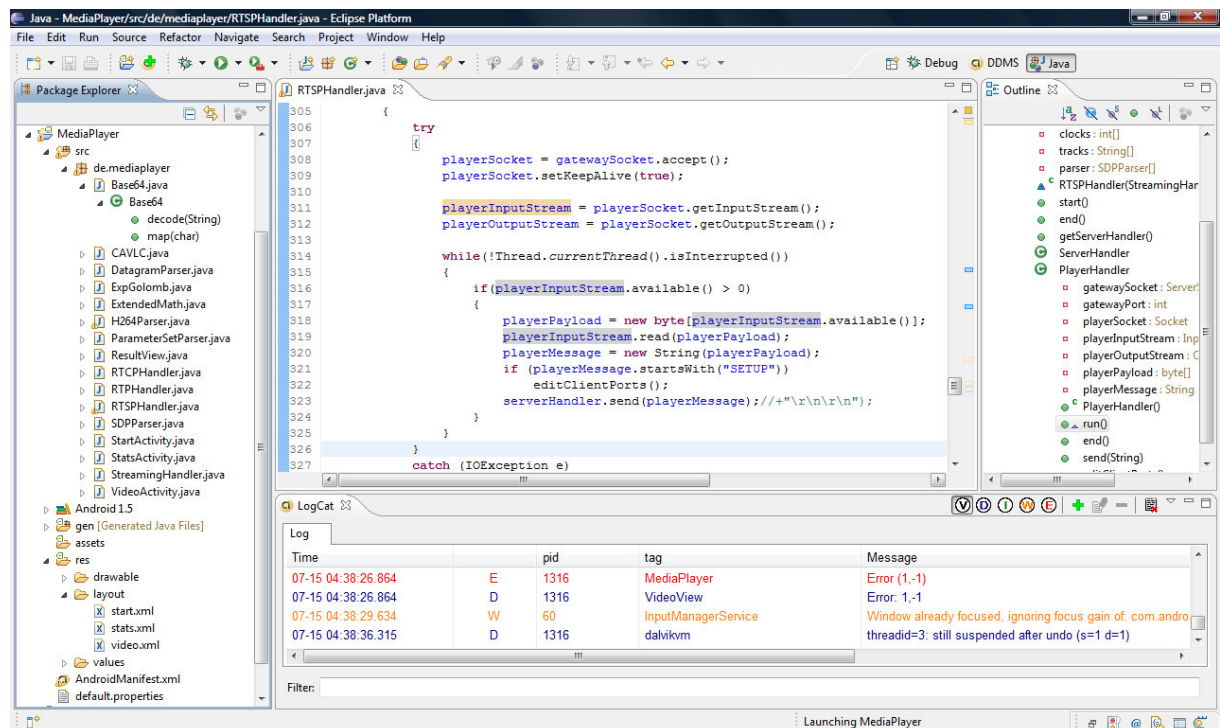 Java - MediaPlayer/src/de/mediaplayer/RTSPHandler.java - Eclipse Platform
File Edit Run Source Refactor Navigate Search Project Window Help
Debug DDMS Java
Package Explorer
MediaPlayer
src
de.mediaplayer
Base64.java
Base64
decode(String)
map(char)
CAVLC.java
DatagramParser.java
ExpGolomb.java
ExtendedMath.java
H264Parser.java
ParameterSetParser.java
ResultView.java
RTCPHandler.java
RTPHandler.java
RTSPHandler.java
SDPParser.java
StartActivity.java
StatsActivity.java
StreamingHandler.java
VideoActivity.java
Android 1.5
gen [Generated Java Files]
assets
res
drawable
layout
start.xml
stats.xml
video.xml
values
AndroidManifest.xml
default.properties
RTSPHandler.java
305 {
306 try
307 {
308 playerSocket = gatewaySocket.accept();
309 playerSocket.setKeepAlive(true);
310
311 playerInputStream = playerSocket.getInputStream();
312 playerOutputStream = playerSocket.getOutputStream();
313
314 while(!Thread.currentThread().isInterrupted())
315 {
316 if(playerInputStream.available() > 0)
317 {
318 playerPayload = new byte[playerInputStream.available()];
319 playerInputStream.read(playerPayload);
320 playerMessage = new String(playerPayload);
321 if (playerMessage.startsWith("SETUP"))
322 editClientPorts();
323 serverHandler.send(playerMessage);//+"\r\n\r\n");
324 }
325 }
326 }
327 catch (IOException e)
Outline
clocks : int[]
tracks : String[]
parser : SDPParser[]
RTSPHandler(StreamingHar
start()
end()
getServerHandler()
ServerHandler
PlayerHandler
gatewaySocket : Server
gatewayPort : int
playerSocket : Socket
playerInputStream : Inp
playerOutputStream : C
playerPayload : byte[]
playerMessage : String
PlayerHandler()
run()
end()
send(String)
LogCat
V D I W E
Log
Time pid tag Message
07-15 04:38:26.864 E 1316 MediaPlayer Error (1,-1)
07-15 04:38:26.864 D 1316 VideoView Error: 1,-1
07-15 04:38:29.634 W 60 InputManagerService Window already focused, ignoring focus gain of: com.andro
07-15 04:38:36.315 D 1316 dalvikvm threadid=3: still suspended after undo (s=1 d=1)
Filter:
Launching MediaPlayer